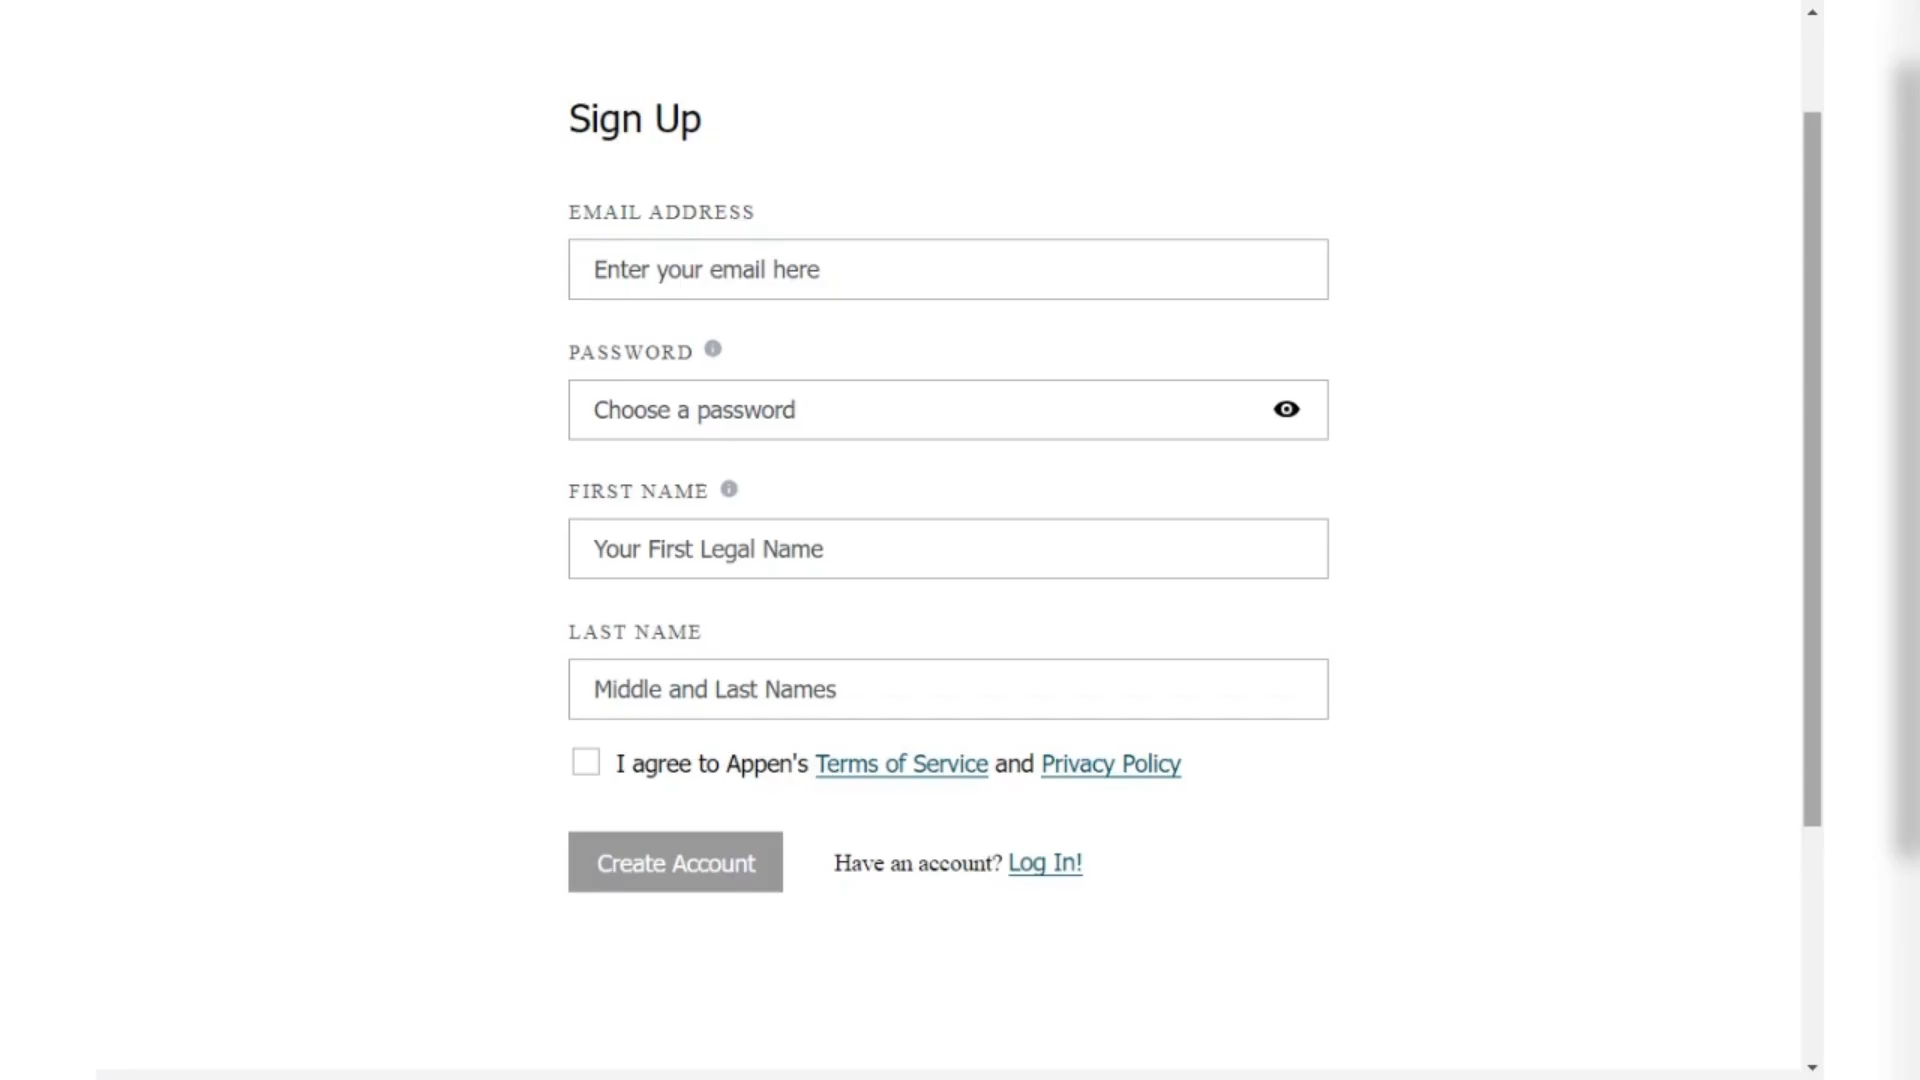 Sign Up
EMAIL ADDRESS
Enter your email here
PASSWORD
Choose a password
FIRST NAME
Your First Legal Name
LAST NAME
Middle and Last Names
I agree to Appen's Terms of Service and Privacy Policy
Create Account Have an account? Log In!